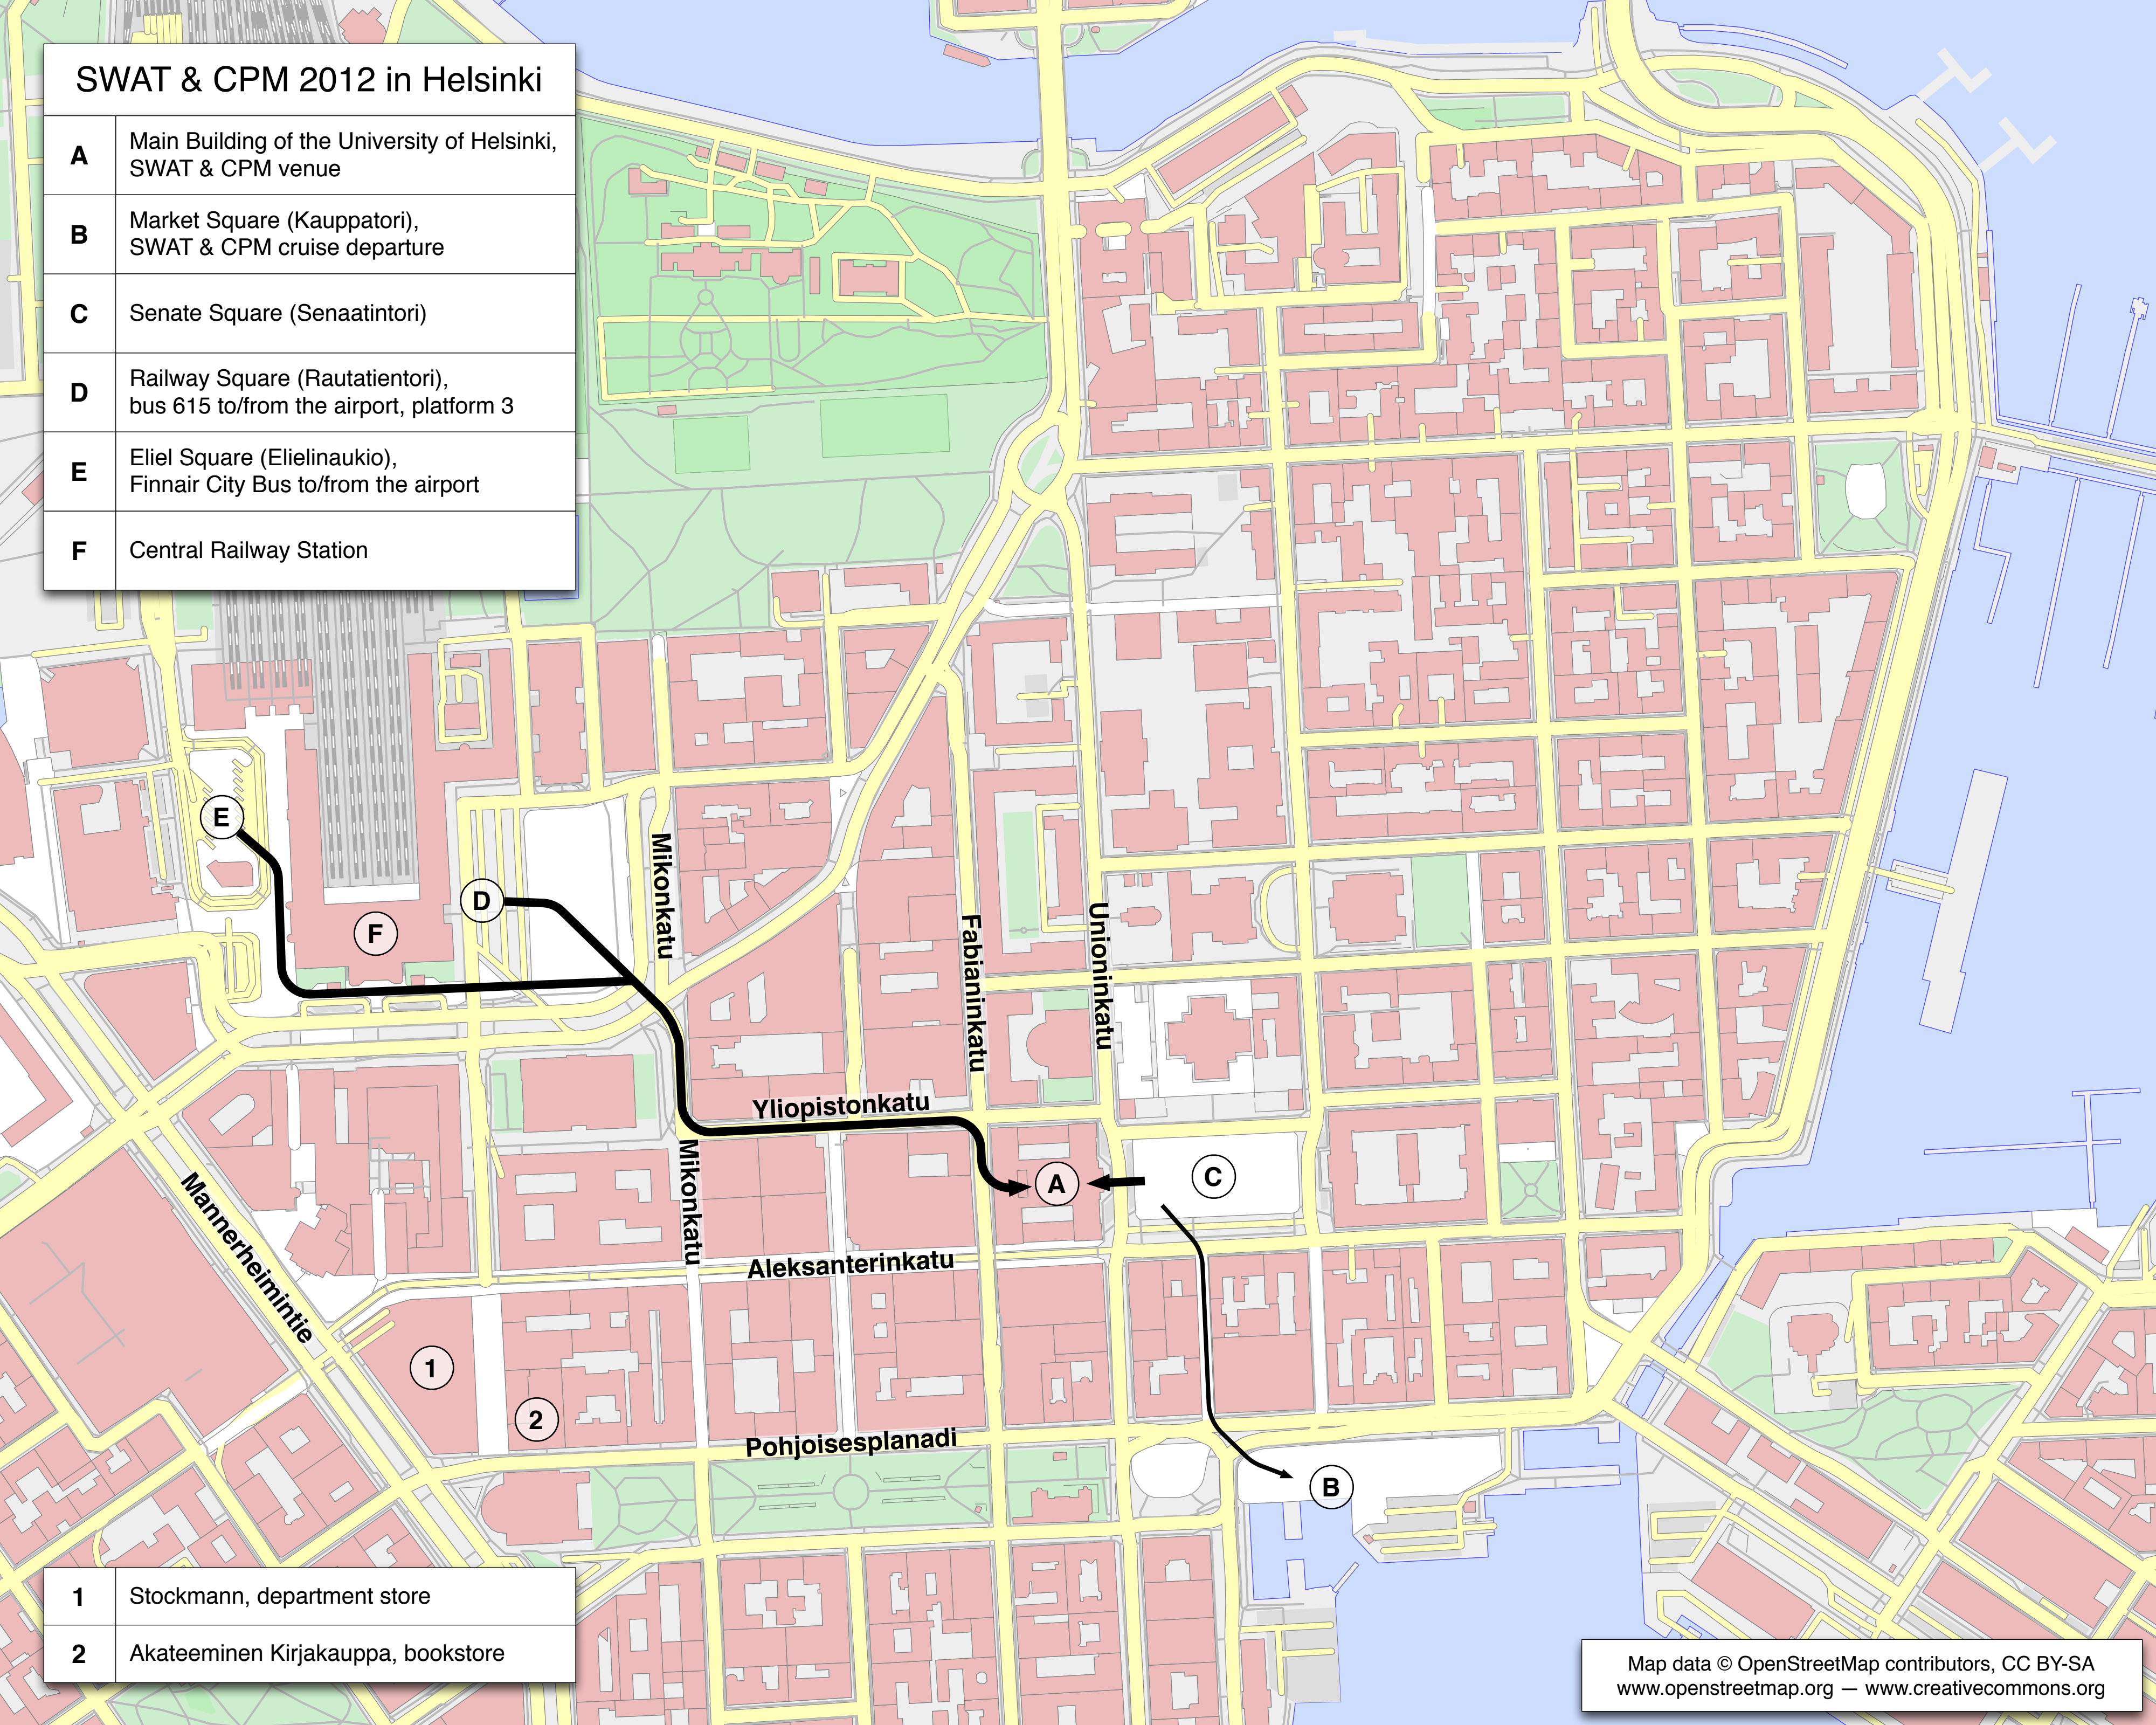 SWAT & CPM 2012 in Helsinki
A
Main Building of the University of Helsinki,
SWAT & CPM venue
B
Market Square (Kauppatori),
SWAT & CPM cruise departure
C
Senate Square (Senaatintori)
D
Railway Square (Rautatientori),
bus 615 to/from the airport, platform 3
E
Eliel Square (Elielinaukio),
Finnair City Bus to/from the airport
F
Central Railway Station
E
D
F
Mikonkatu
Fabianinkatu
Unioninkatu
Yliopistonkatu
A
C
Mikonkatu
Mannerheimintie
Aleksanterinkatu
1
2
Pohjoisesplanadi
B
1
Stockmann, department store
2
Akateeminen Kirjakauppa, bookstore
Map data © OpenStreetMap contributors, CC BY-SA
www.openstreetmap.org — www.creativecommons.org